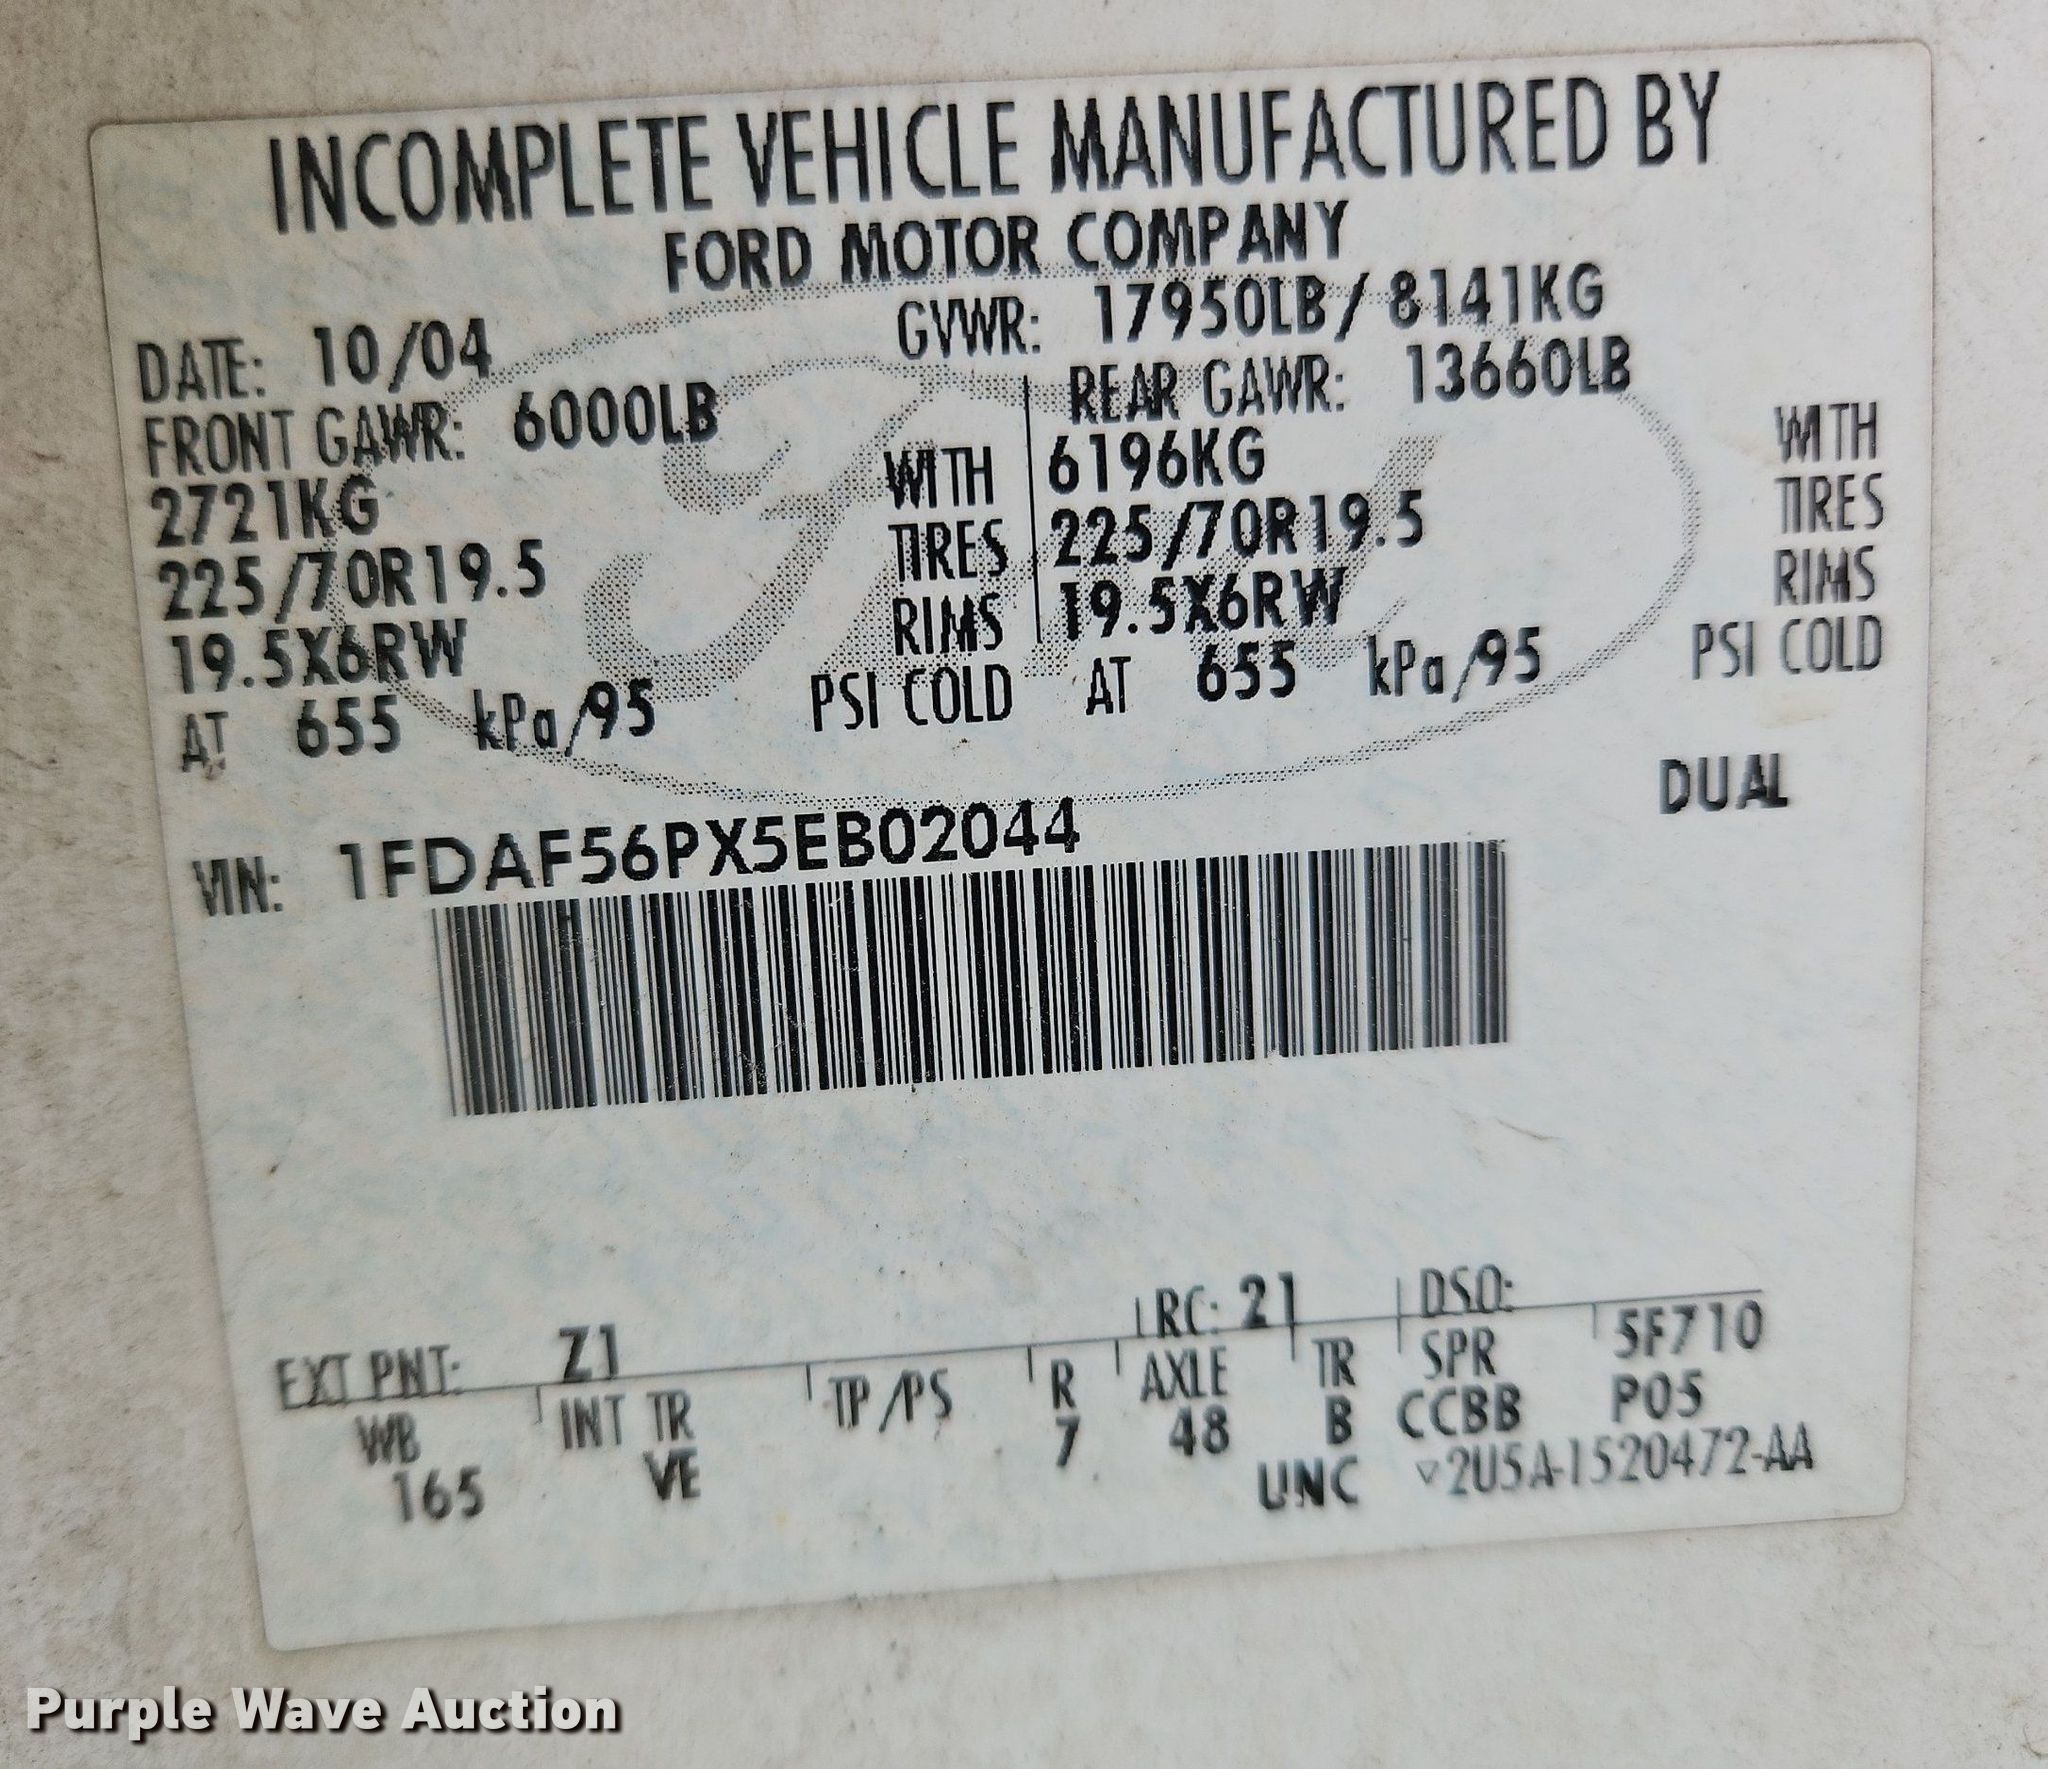 INCOMPLETE VEHICLE MANUFACTURED BY
FORD MOTOR COMPANY
DATE: 10/04 GVWR: 17950LB/ 8141KG
FRONT GAWR: 6000LB REAR GAWR: 13660LB
2721KG WITH 6196KG WITH
225/70R19.5 TIRES 225/70R19.5 TIRES
19.5X6RW RIMS 19.5X6RW RIMS
AT 655 kPa/95 PSI COLD AT 655 kPa/95 PSI COLD
DUAL
VIN: 1FDAF56PX5EB02044
EXT PNT: Z1 RC: 21 DSO:
WB INT TR TP/PS R AXLE TR SPR 5F710
165 VE 7 48 B CCBB P05
UNC ▽2U5A-1520472-AA
Purple Wave Auction